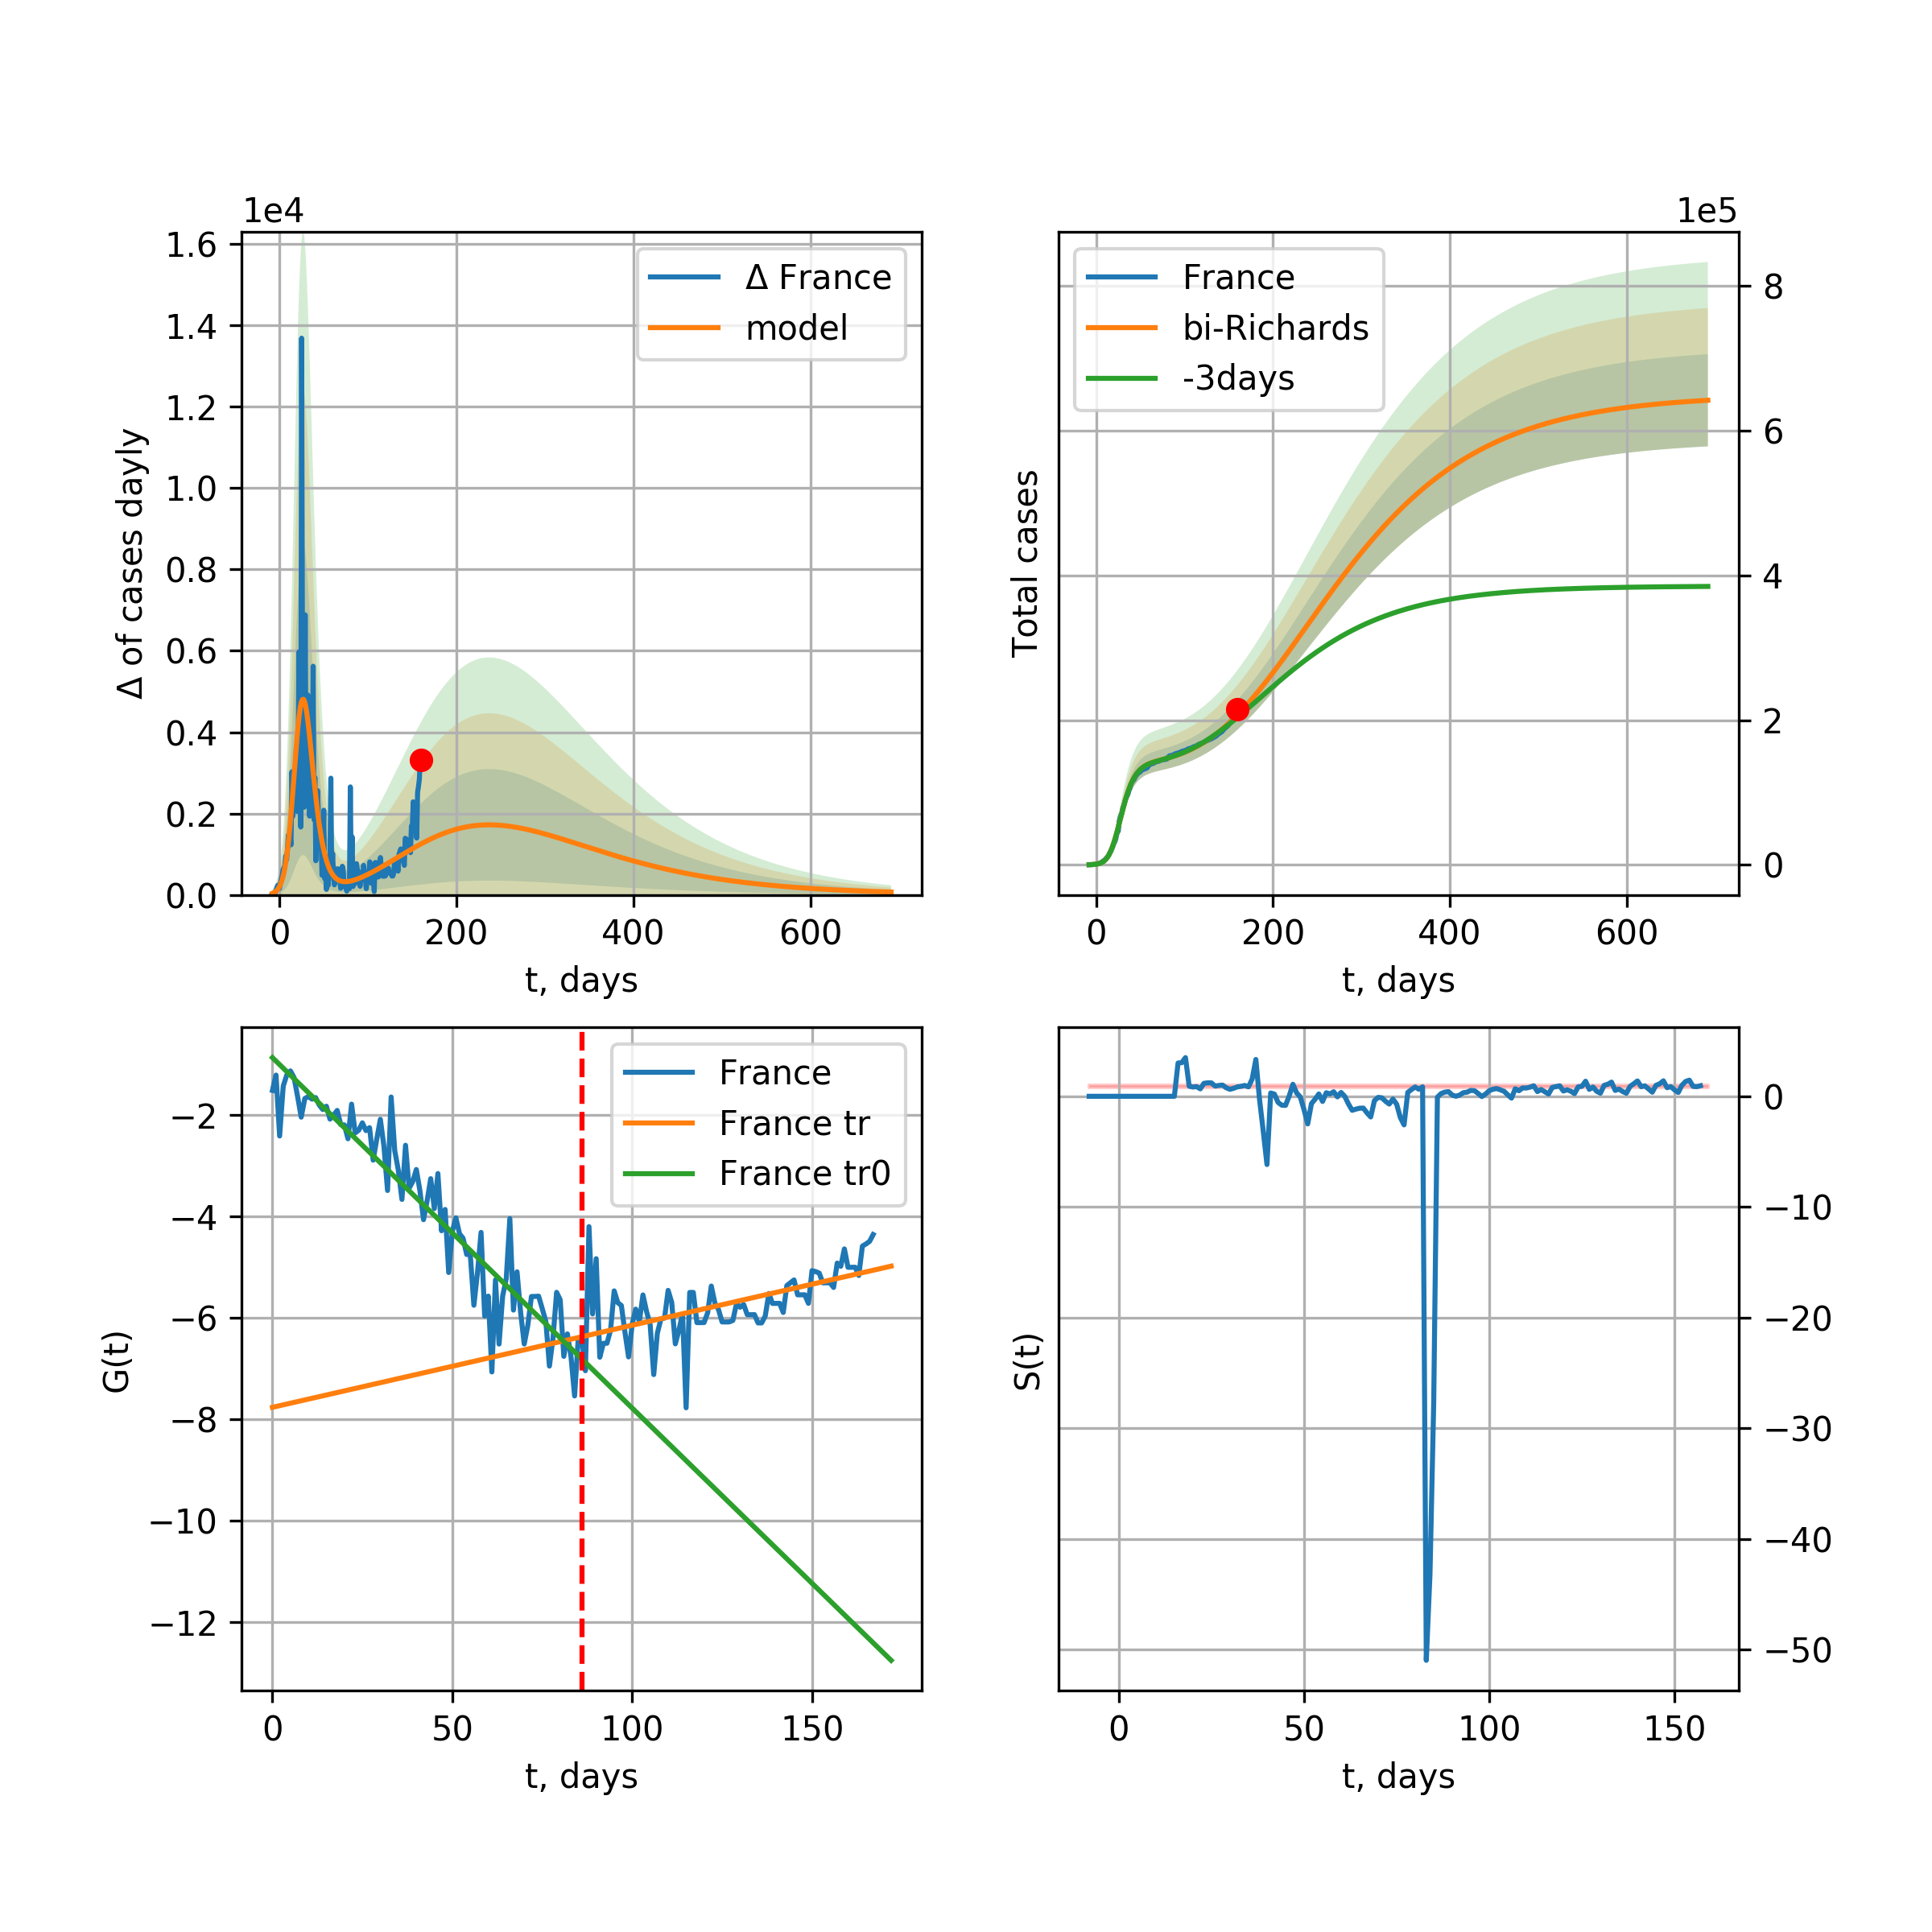 1e4
1.6
1.4
1.2
1.0
0.8
0.6
0.4
0.2
0.0
Δ of cases dayly
Δ France
model
0 200 400 600
t, days
1e5
8
6
4
2
0
Total cases
France
bi-Richards
-3days
0 200 400 600
t, days
−2
−4
−6
−8
−10
−12
G(t)
France
France tr
France tr0
0 50 100 150
t, days
0
−10
−20
−30
−40
−50
S(t)
0 50 100 150
t, days